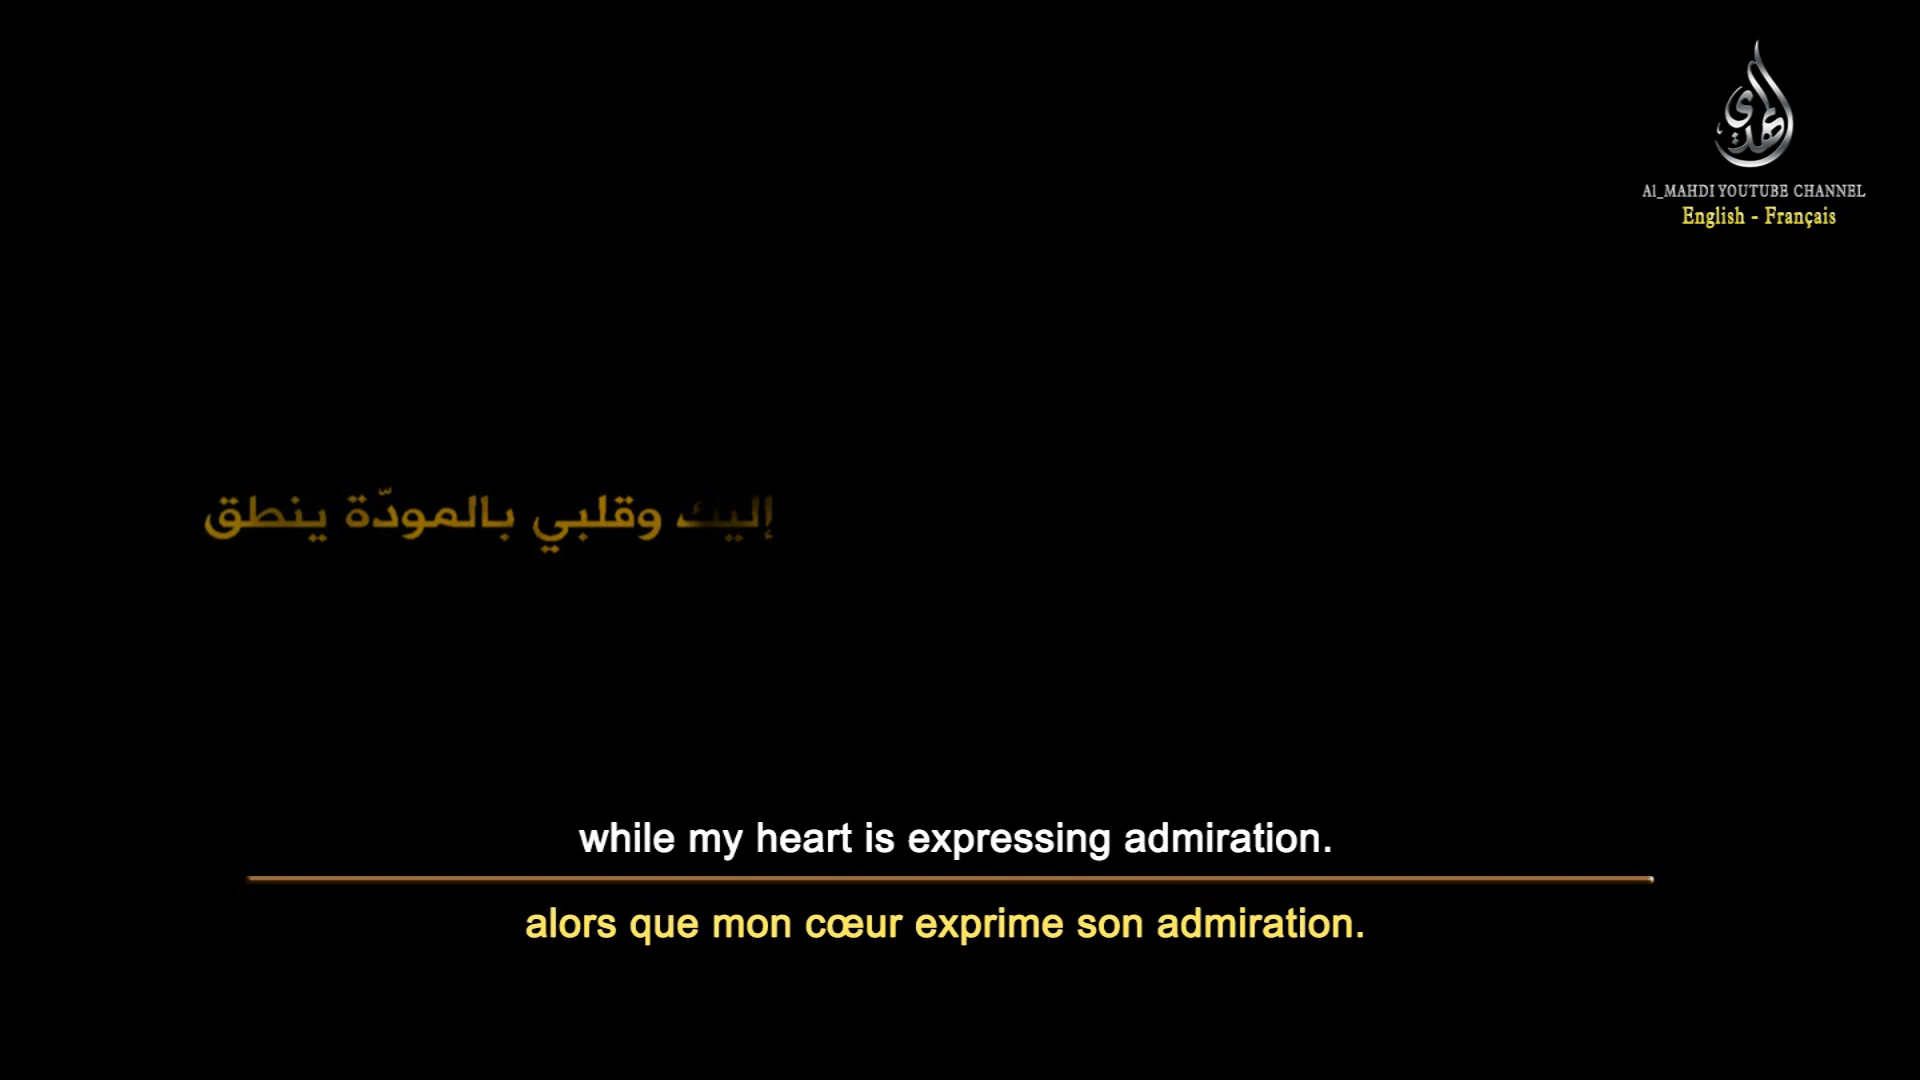 المهدي
Al_MAHDI YOUTUBE CHANNEL
English - Français
إليك وقلبي بالمودّة ينطق
while my heart is expressing admiration.
alors que mon cœur exprime son admiration.